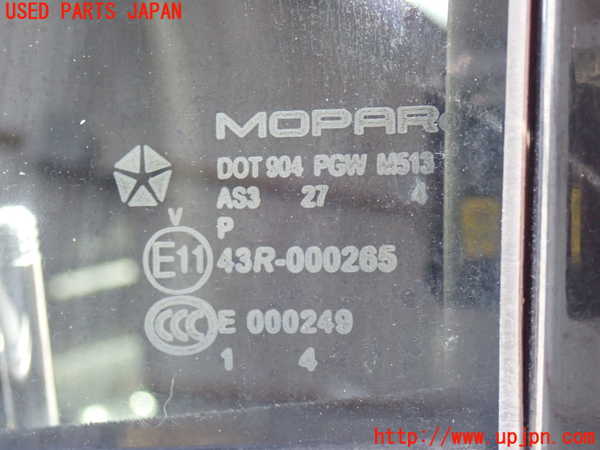 USED PARTS JAPAN
MOPAR
DOT 904 PGW M513
AS3 27 4
V
P
E11 43R-000265
CCC E 000249
1 4
http://www.upjpn.com/